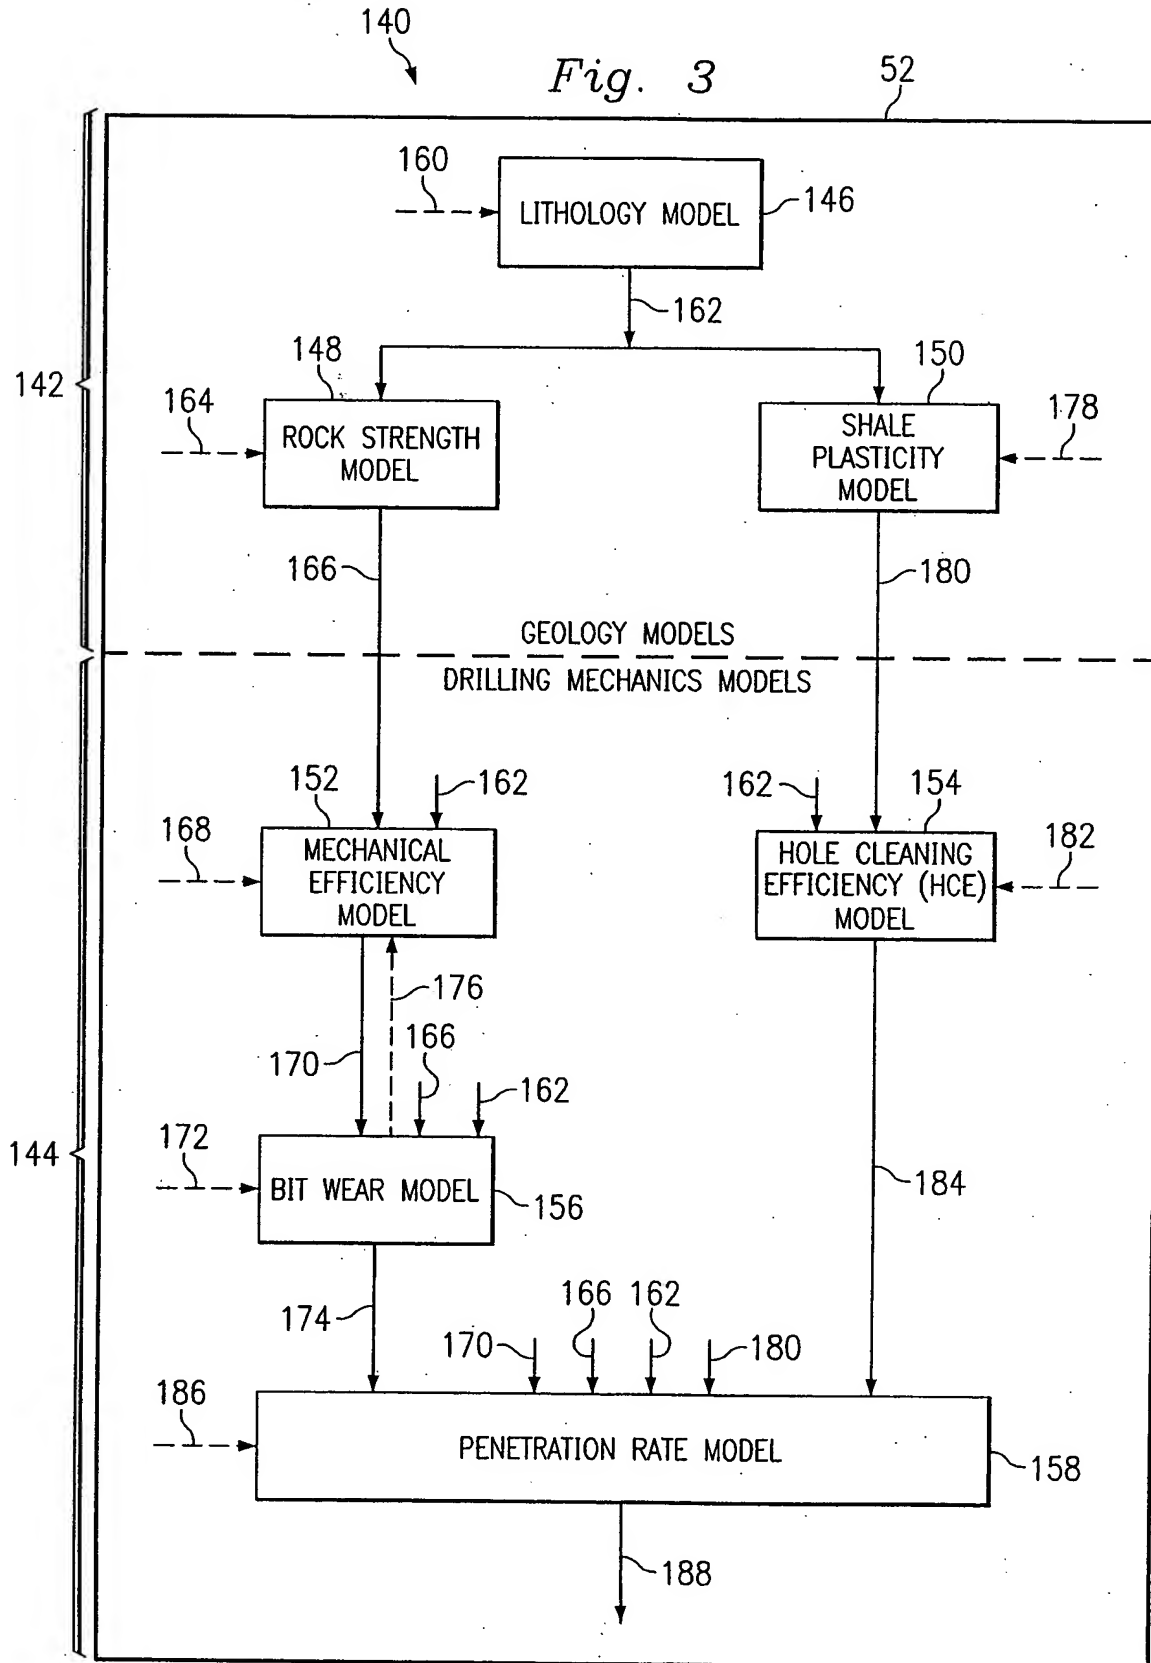 140
Fig. 3
52
160
LITHOLOGY MODEL
146
162
142
148
150
164
ROCK STRENGTH
MODEL
SHALE
PLASTICITY
MODEL
178
166
180
GEOLOGY MODELS
DRILLING MECHANICS MODELS
152
162
162
154
168
MECHANICAL
EFFICIENCY
MODEL
HOLE CLEANING
EFFICIENCY (HCE)
MODEL
182
176
170
166
162
144
172
BIT WEAR MODEL
156
184
174
170
166
162
180
186
PENETRATION RATE MODEL
158
188